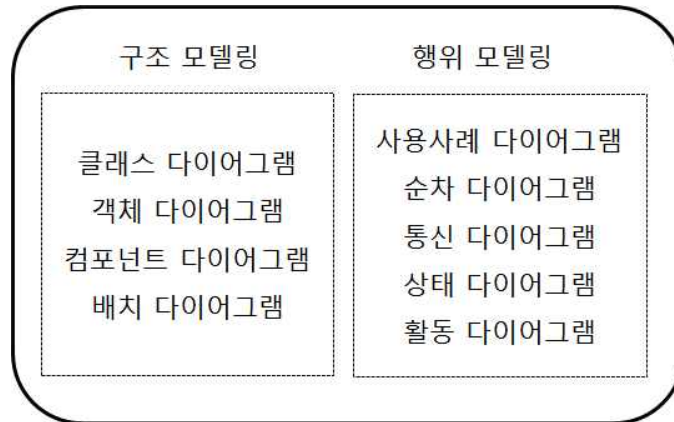 구조 모델링
클래스 다이어그램
객체 다이어그램
컴포넌트 다이어그램
배치 다이어그램
행위 모델링
사용사례 다이어그램
순차 다이어그램
통신 다이어그램
상태 다이어그램
활동 다이어그램